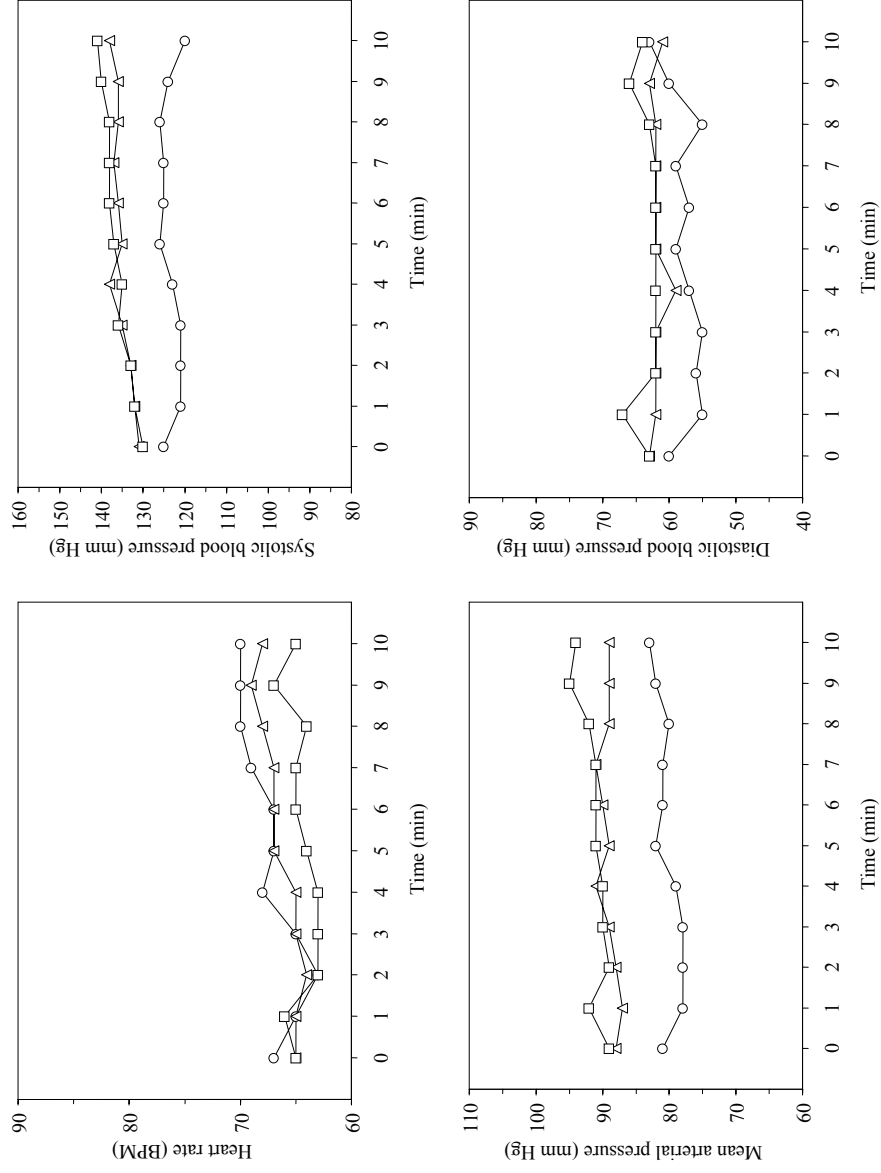 Heart rate (BPM)
90
80
70
60
0 1 2 3 4 5 6 7 8 9 10
Time (min)
Systolic blood pressure (mm Hg)
160
150
140
130
120
110
100
90
80
0 1 2 3 4 5 6 7 8 9 10
Time (min)
Mean arterial pressure (mm Hg)
110
100
90
80
70
60
0 1 2 3 4 5 6 7 8 9 10
Time (min)
Diastolic blood pressure (mm Hg)
90
80
70
60
50
40
0 1 2 3 4 5 6 7 8 9 10
Time (min)